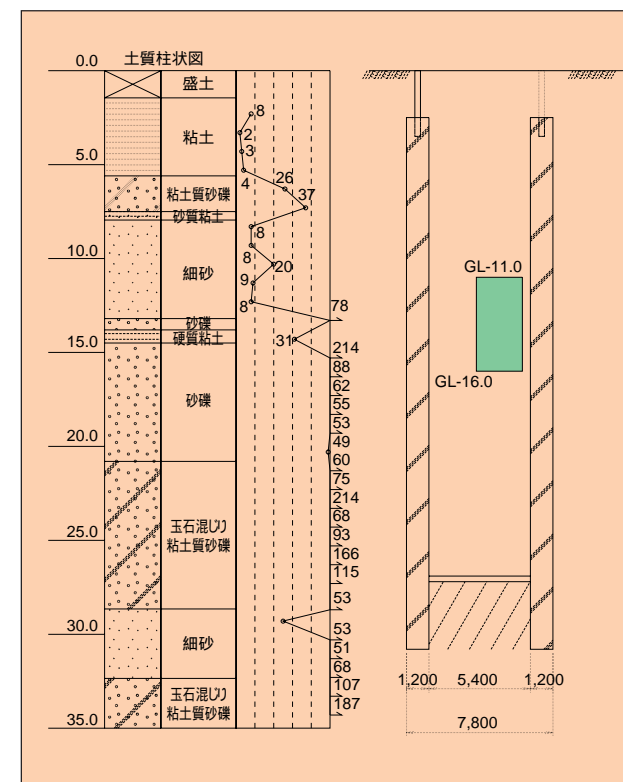 土質柱状図
0.0
盛土
8
粘土
2
3
5.0
4
26
粘土質砂礫
37
砂質粘土
8
8
10.0
細砂
20
GL-11.0
9
8
78
砂礫
硬質粘土
31
15.0
214
88
GL-16.0
62
砂礫
55
53
49
20.0
60
75
214
玉石混じり
粘土質砂礫
68
93
25.0
166
115
53
30.0
細砂
53
51
68
1,200
5,400
1,200
玉石混じり
粘土質砂礫
107
187
7,800
35.0